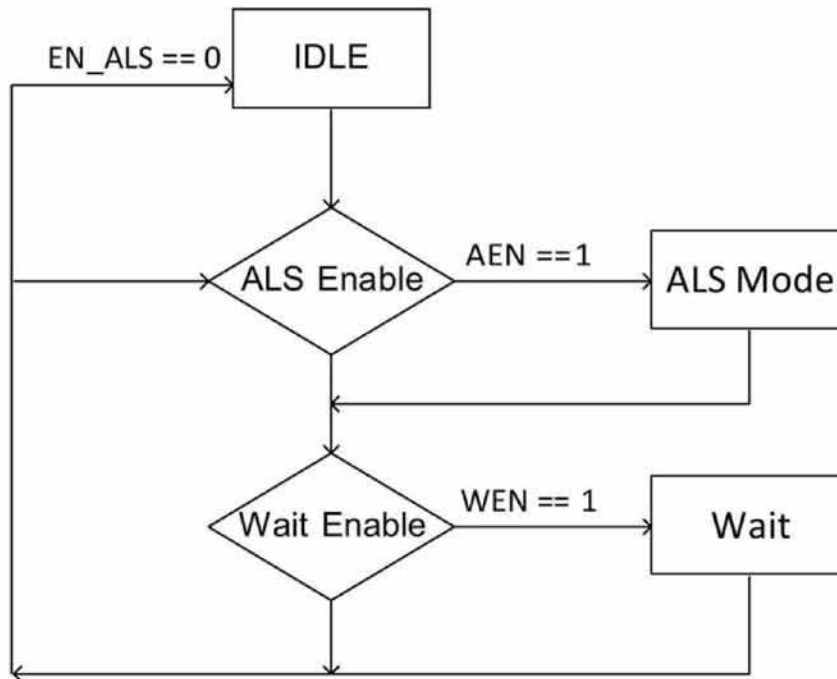 EN_ALS == 0
IDLE
ALS Enable
AEN ==1
ALS Mode
Wait Enable
WEN == 1
Wait